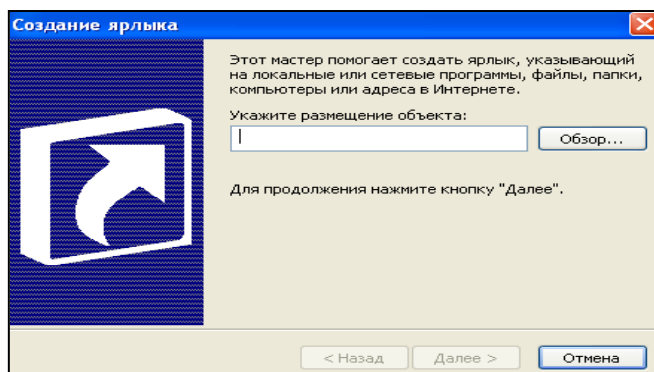 Создание ярлыка
Этот мастер помогает создать ярлык, указывающий
на локальные или сетевые программы, файлы, папки,
компьютеры или адреса в Интернете.
Укажите размещение объекта:
Обзор...
Для продолжения нажмите кнопку "Далее".
< Назад Далее > Отмена